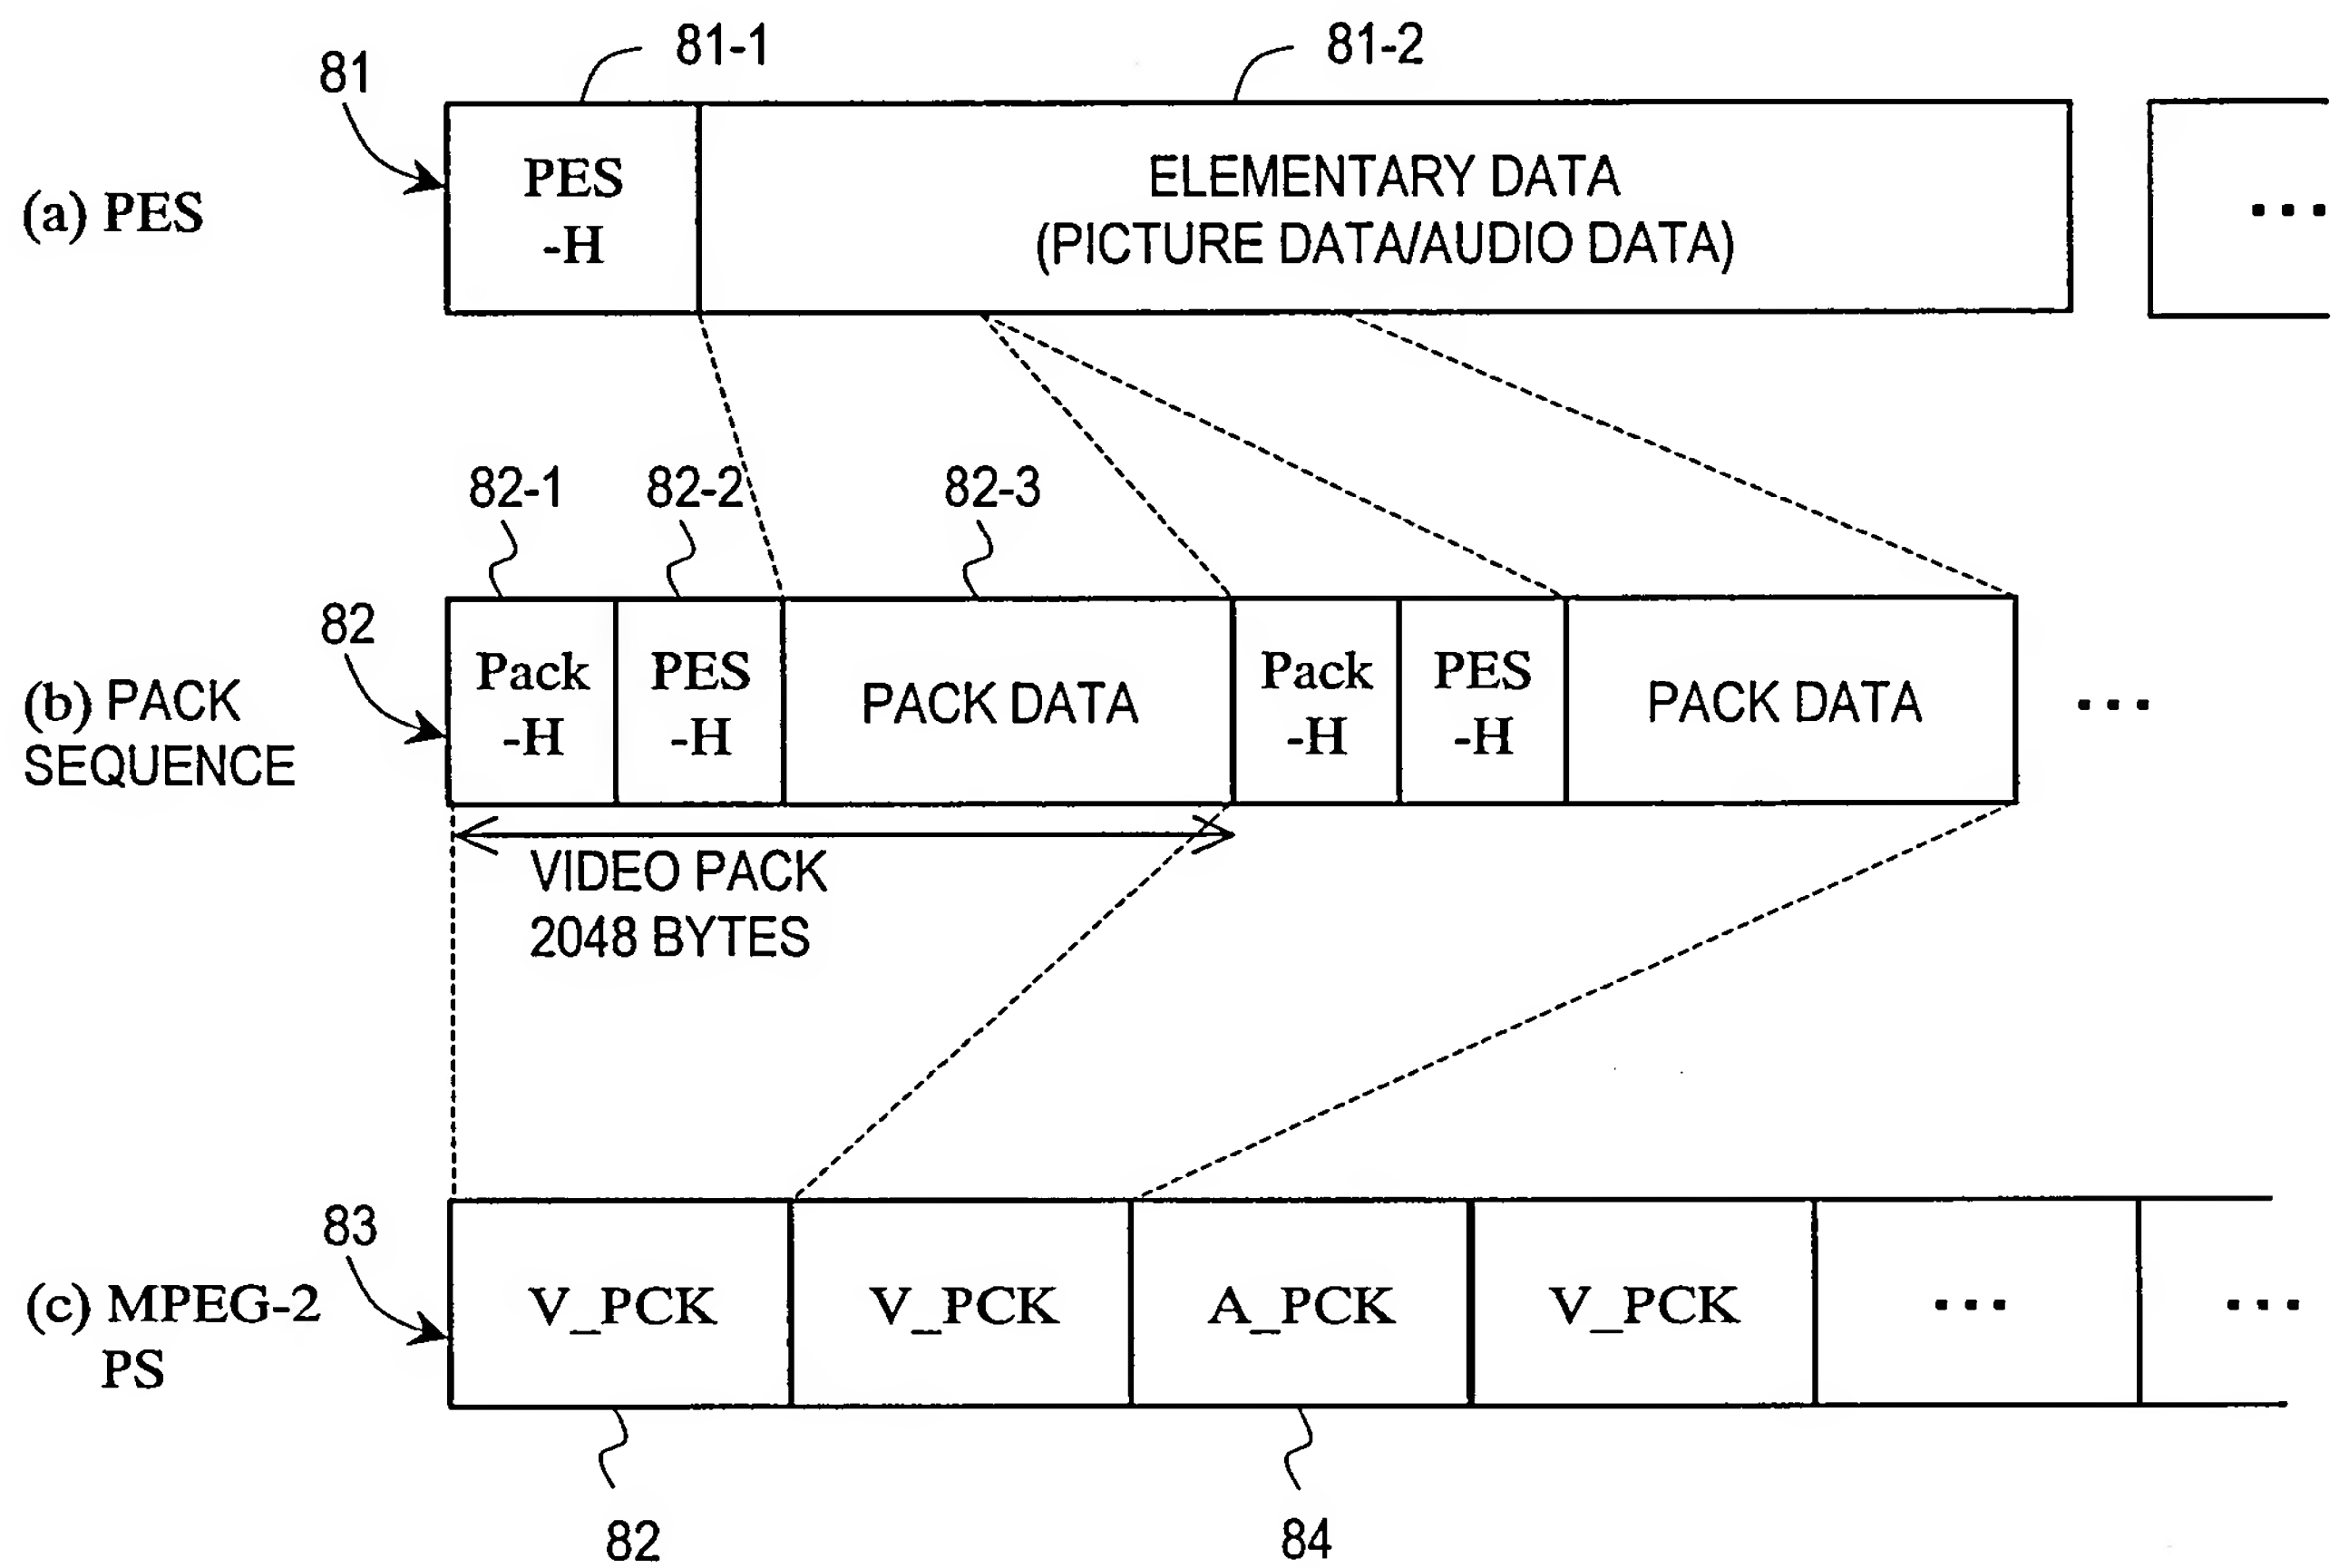 81-1
81-2
81
(a) PES
PES
-H
ELEMENTARY DATA
(PICTURE DATA/AUDIO DATA)
...
82-1
82-2
82-3
82
(b) PACK
SEQUENCE
Pack
-H
PES
-H
PACK DATA
Pack
-H
PES
-H
PACK DATA
...
VIDEO PACK
2048 BYTES
83
(c) MPEG-2
PS
V_PCK
V_PCK
A_PCK
V_PCK
...
...
82
84